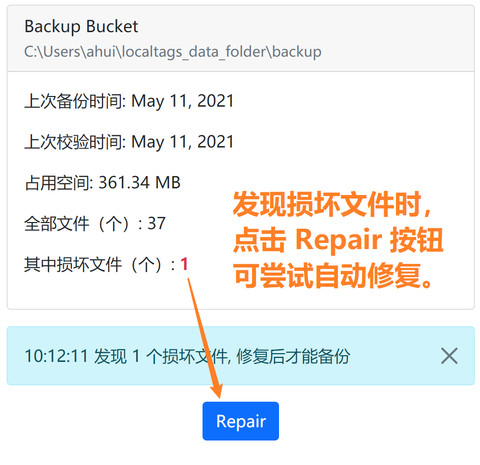 Backup Bucket
C:\Users\ahui\localtags_data_folder\backup
上次备份时间: May 11, 2021
上次校验时间: May 11, 2021
占用空间: 361.34 MB
全部文件（个）: 37
其中损坏文件（个）: 1
发现损坏文件时，
点击 Repair 按钮
可尝试自动修复。
10:12:11 发现 1 个损坏文件, 修复后才能备份
Repair